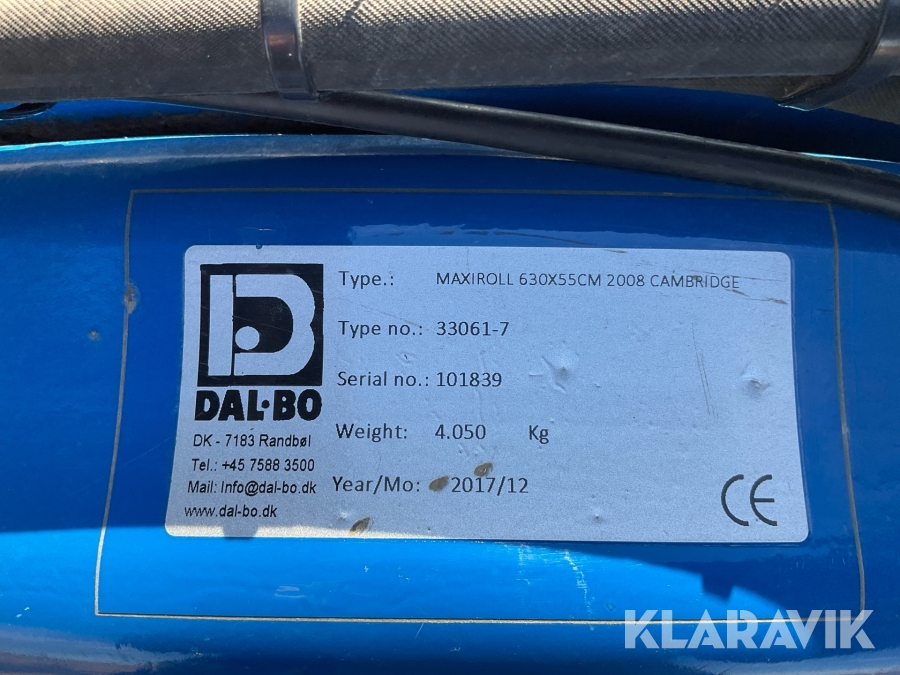 DAL·BO
DK - 7183 Randbøl
Tel.: +45 7588 3500
Mail: Info@dal-bo.dk
www.dal-bo.dk
Type.: MAXIROLL 630X55CM 2008 CAMBRIDGE
Type no.: 33061-7
Serial no.: 101839
Weight: 4.050 Kg
Year/Mo: 2017/12
CE
KLARAVIK